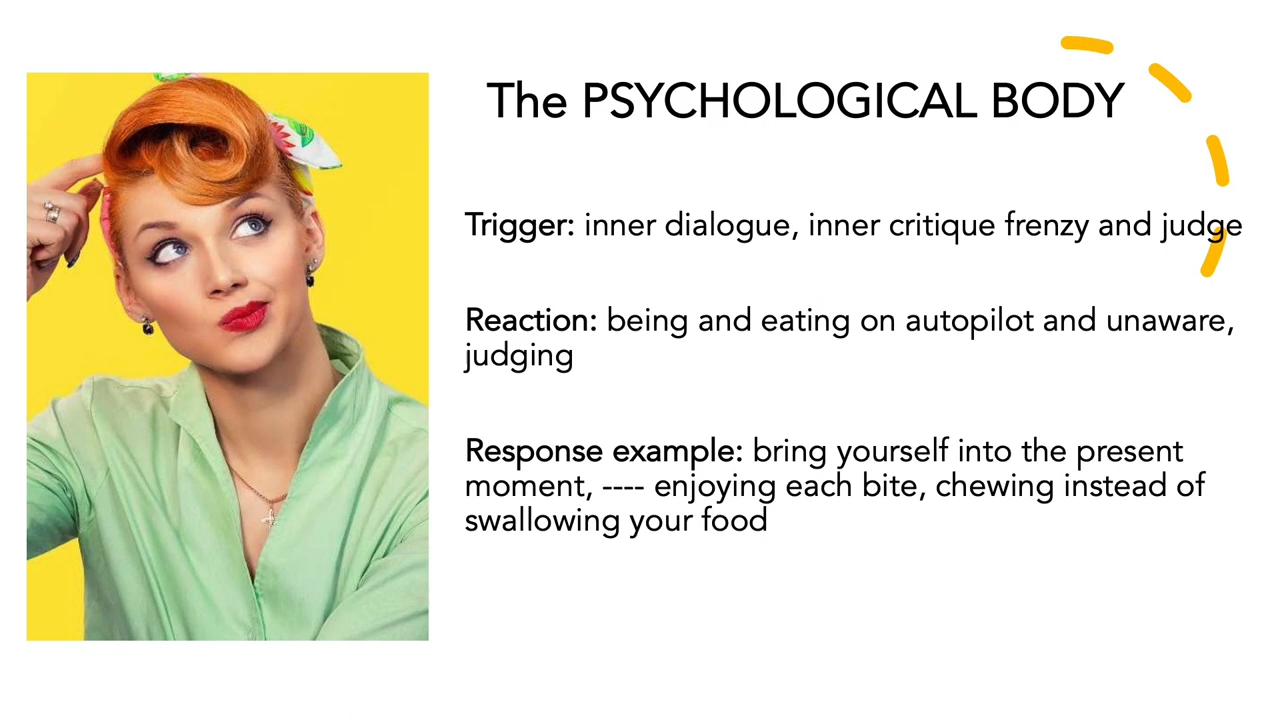 The PSYCHOLOGICAL BODY
Trigger: inner dialogue, inner critique frenzy and judge
Reaction: being and eating on autopilot and unaware,
judging
Response example: bring yourself into the present
moment, ---- enjoying each bite, chewing instead of
swallowing your food